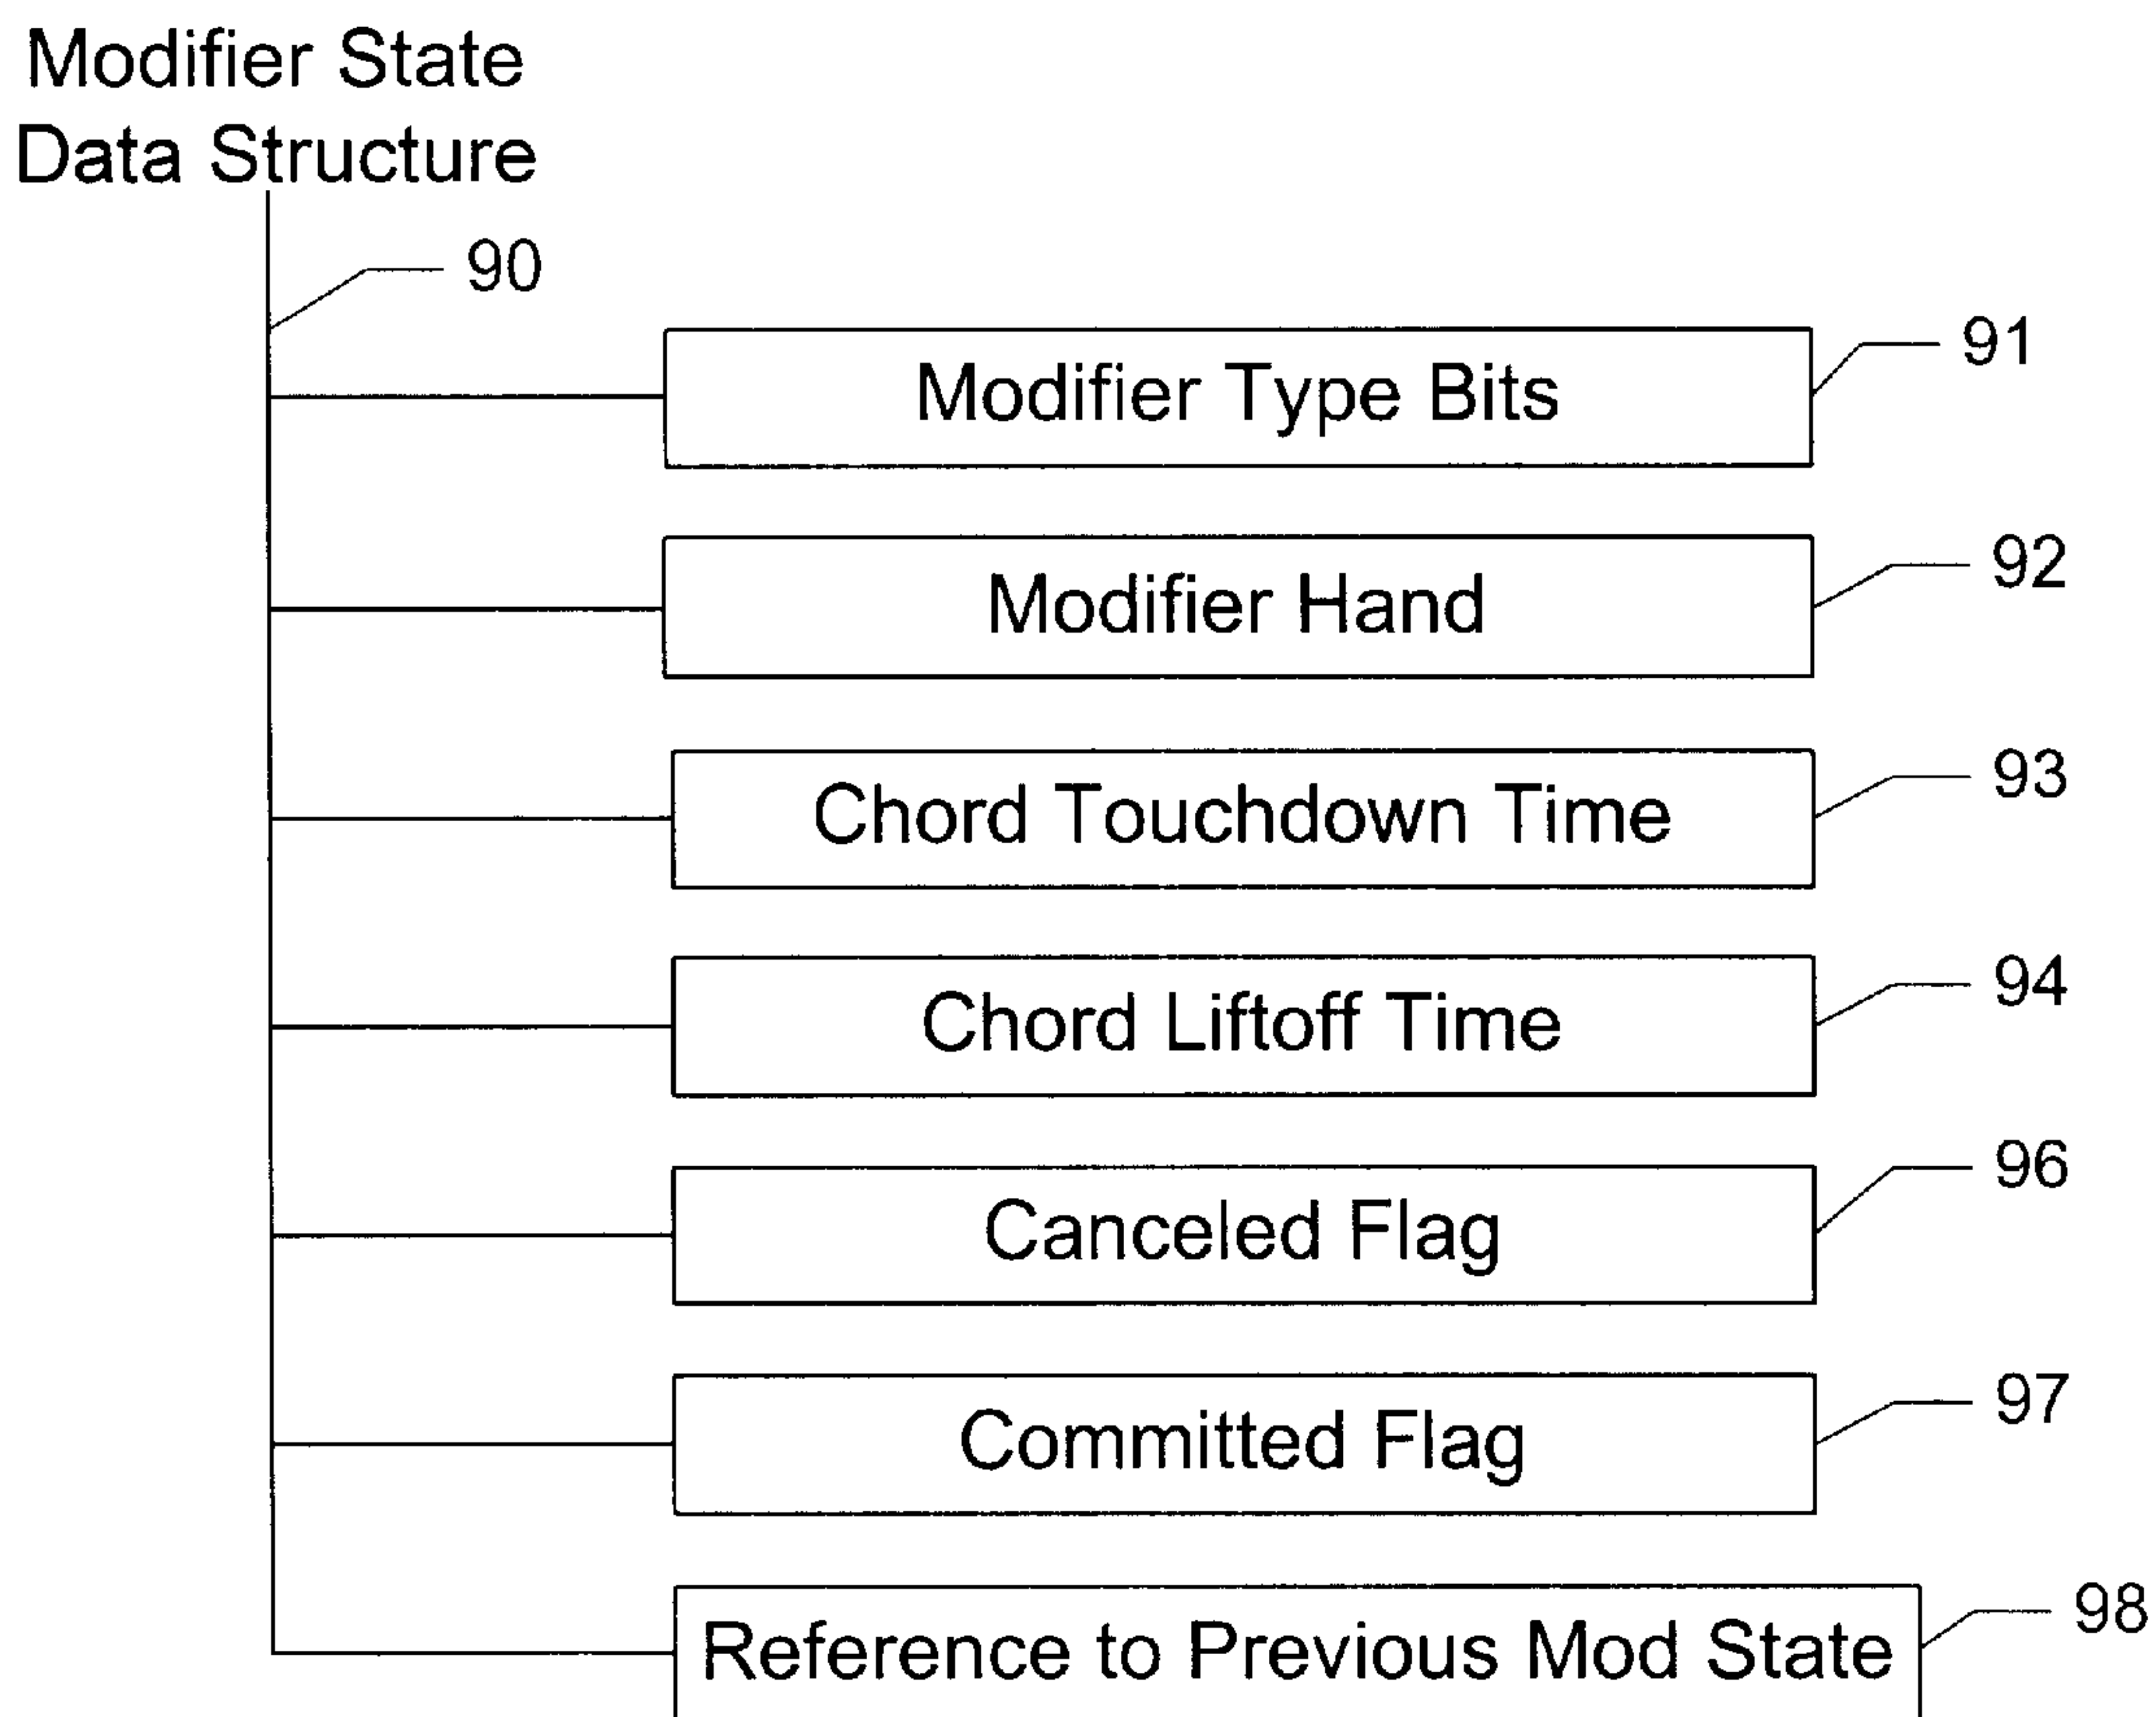 Modifier State
Data Structure
90
Modifier Type Bits
91
Modifier Hand
92
Chord Touchdown Time
93
Chord Liftoff Time
94
Canceled Flag
96
Committed Flag
97
Reference to Previous Mod State
98